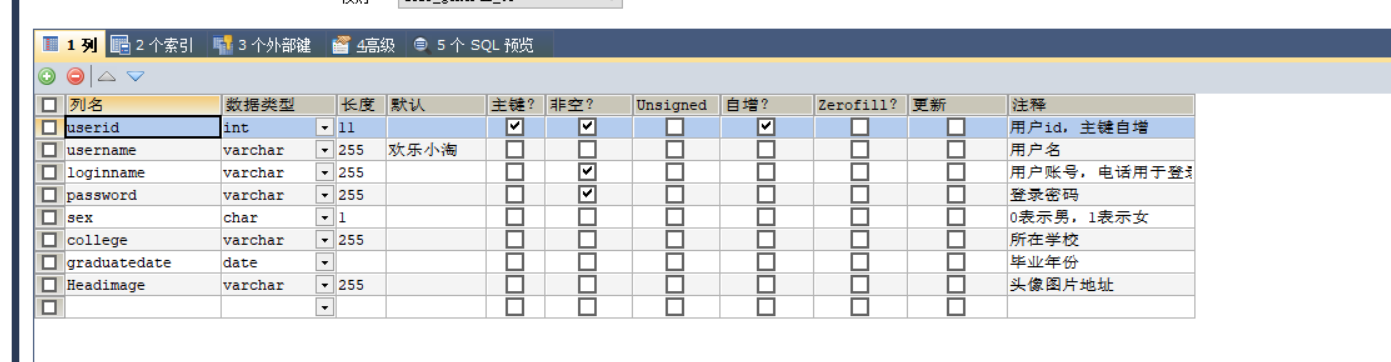 1 列 2 个索引 3 个外部键 4高级 5 个 SQL 预览
列名 数据类型 长度 默认 主键? 非空? Unsigned 自增? Zerofill? 更新 注释
userid int 11 用户id, 主键自增
username varchar 255 欢乐小淘 用户名
loginname varchar 255 用户账号, 电话用于登
password varchar 255 登录密码
sex char 1 0表示男, 1表示女
college varchar 255 所在学校
graduatedate date 毕业年份
Headimage varchar 255 头像图片地址